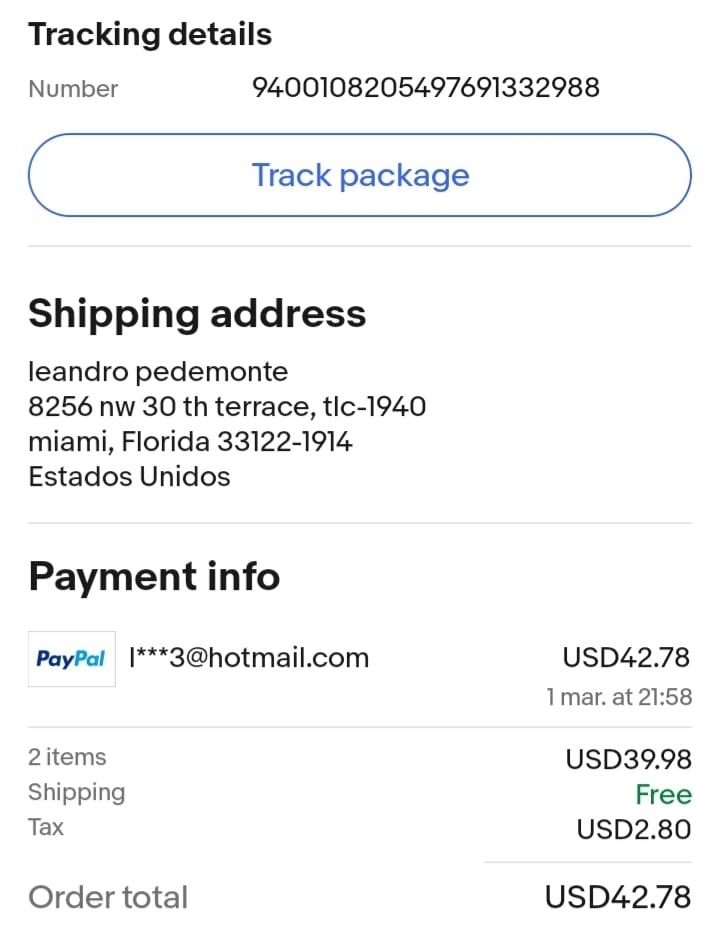 Tracking details
Number 9400108205497691332988
Track package
Shipping address
leandro pedemonte
8256 nw 30 th terrace, tlc-1940
miami, Florida 33122-1914
Estados Unidos
Payment info
PayPal l***3@hotmail.com USD42.78
1 mar. at 21:58
2 items USD39.98
Shipping Free
Tax USD2.80
Order total USD42.78